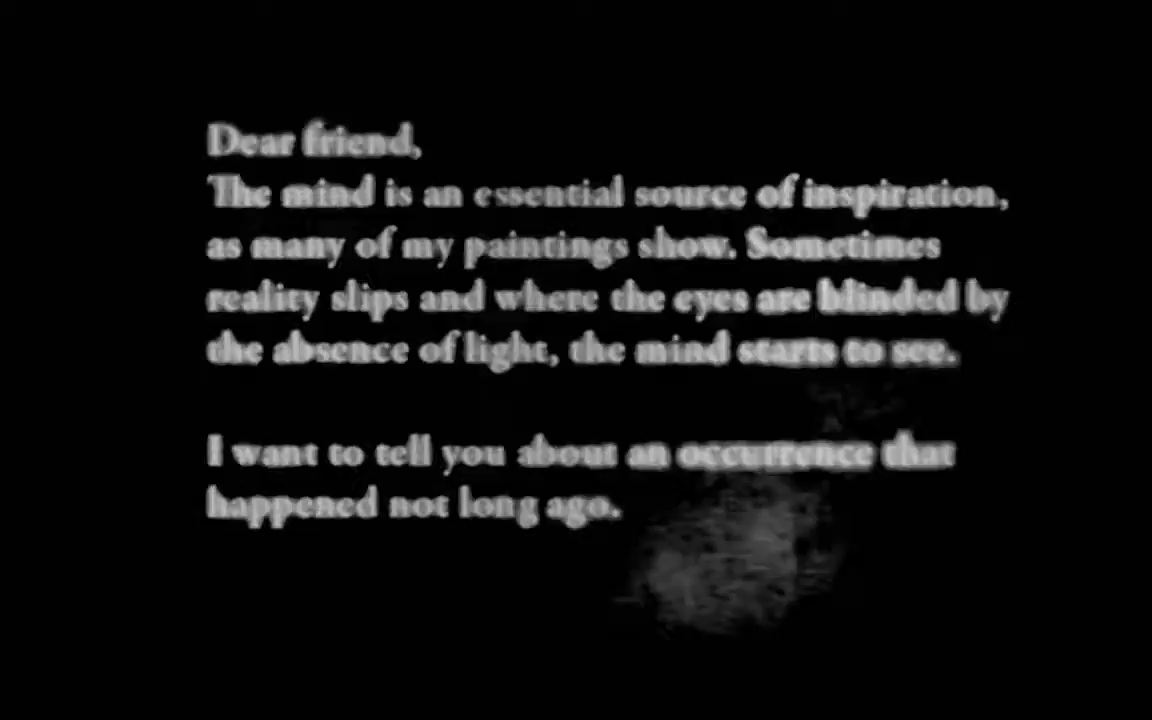 Dear friend,
The mind is an essential source of inspiration,
as many of my paintings show. Sometimes
reality slips and where the eyes are blinded by
the absence of light, the mind starts to see.
I want to tell you about an occurrence that
happened not long ago.